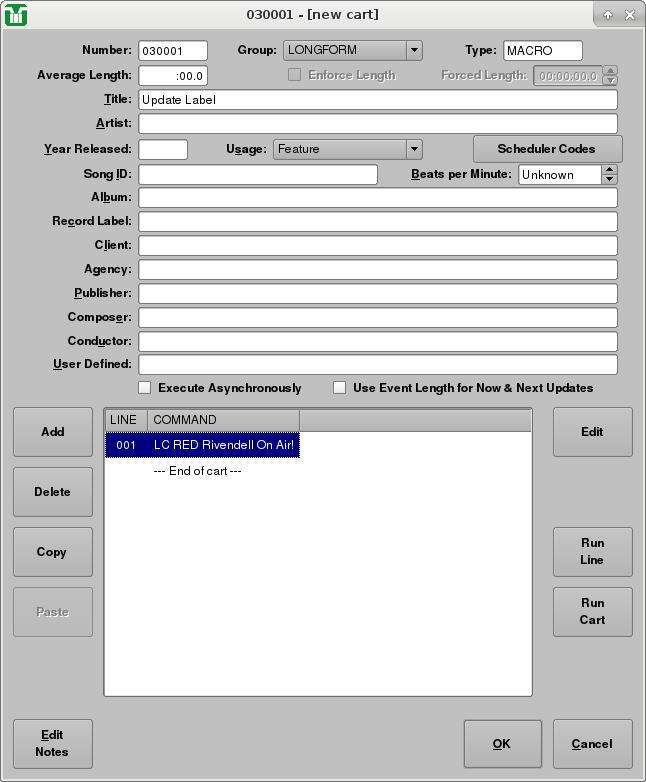 030001 - [new cart]
Number: 030001 Group: LONGFORM Type: MACRO
Average Length: :00.0 Enforce Length Forced Length: 00:00:00.0
Title: Update Label
Artist:
Year Released: Usage: Feature Scheduler Codes
Song ID: Beats per Minute: Unknown
Album:
Record Label:
Client:
Agency:
Publisher:
Composer:
Conductor:
User Defined:
Execute Asynchronously Use Event Length for Now & Next Updates
Add
Delete
Copy
Paste
LINE COMMAND
001 LC RED Rivendell On Air!
--- End of cart ---
Edit
Run
Line
Run
Cart
Edit
Notes
OK
Cancel